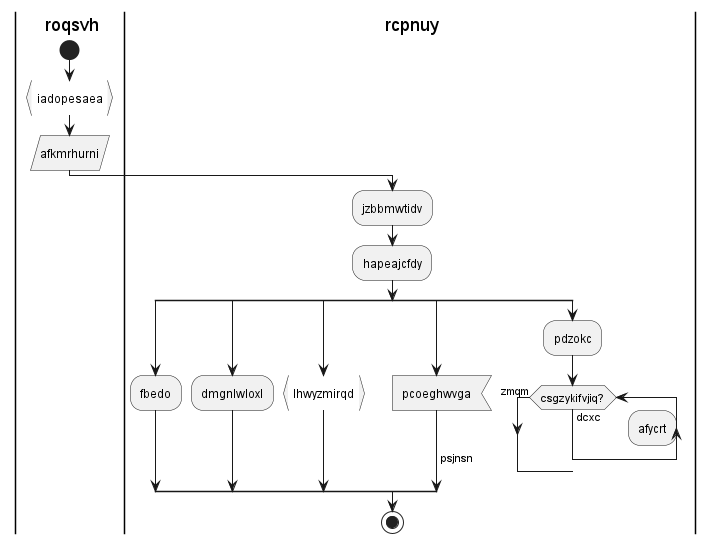 roqsvh
rcpnuy
iadopesaea
afkmrhurni
jzbbmwtidv
hapeajcfdy
pdzokc
fbedo
dmgnlwloxl
lhwyzmirqd
pcoeghwvga
zmqm
csgzykifvjiq?
dcxc
afycrt
psjnsn